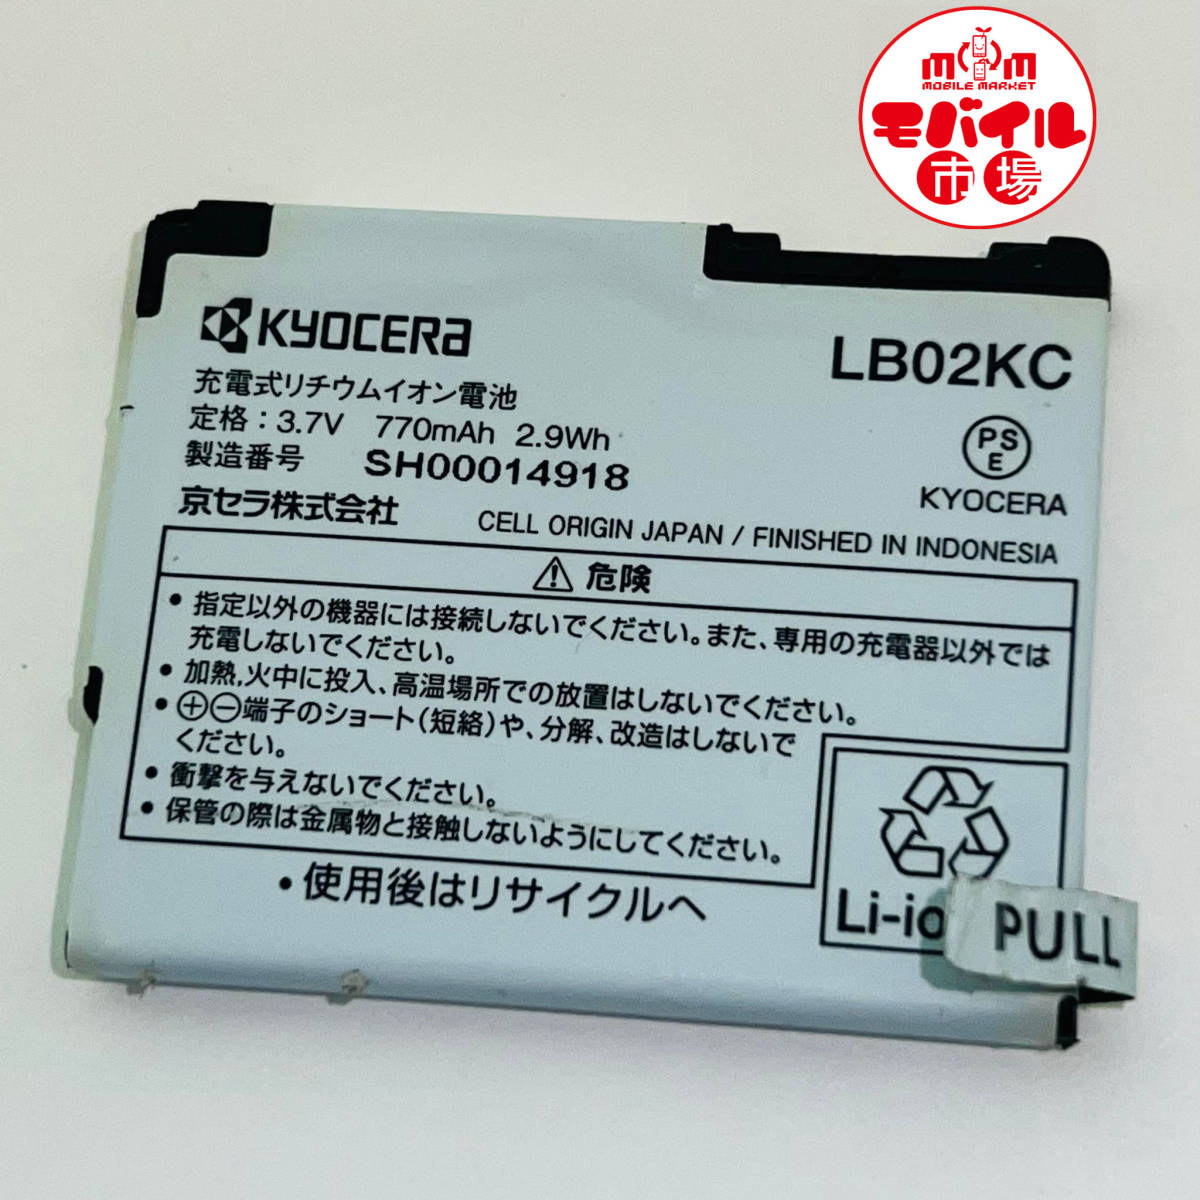 MM
MOBILE MARKET
モバイル
市場
KYOCERA
LB02KC
充電式リチウムイオン電池
定格：3.7V 770mAh 2.9Wh
製造番号 SH00014918
PS
E
KYOCERA
京セラ株式会社
CELL ORIGIN JAPAN / FINISHED IN INDONESIA
⚠ 危険
• 指定以外の機器には接続しないでください。また、専用の充電器以外では
充電しないでください。
• 加熱,火中に投入、高温場所での放置はしないでください。
• ⊕⊖端子のショート(短絡)や、分解、改造はしないで
ください。
• 衝撃を与えないでください。
• 保管の際は金属物と接触しないようにしてください。
• 使用後はリサイクルへ
Li-io
PULL